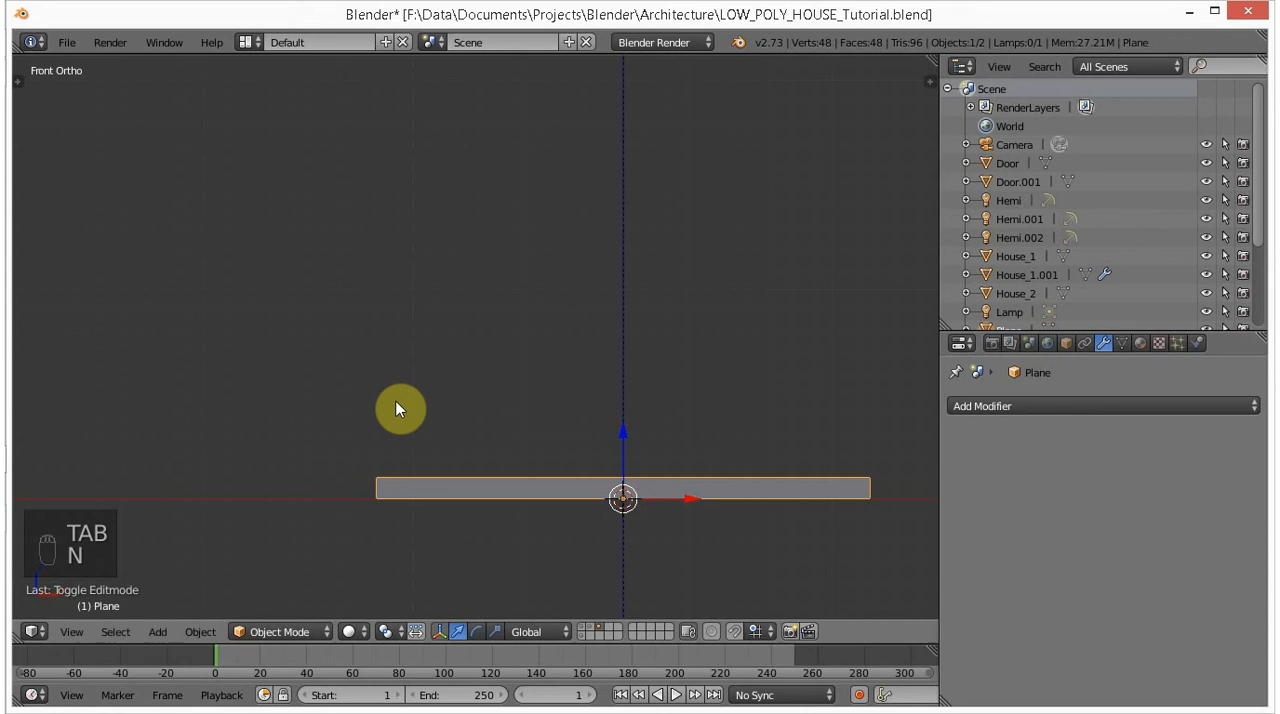 Blender* [F:\Data\Documents\Projects\Blender\Architecture\LOW_POLY_HOUSE_Tutorial.blend]
File Render Window Help Default Scene Blender Render v2.73 | Verts:48 | Faces:48 | Tris:96 | Objects:1/2 | Lamps:0/1 | Mem:27.21M | Plane
Front Ortho
View Search All Scenes
Scene
RenderLayers
World
Camera
Door
Door.001
Hemi
Hemi.001
Hemi.002
House_1
House_1.001
House_2
Lamp
Plane
Add Modifier
TAB
N
Last: Toggle Editmode
(1) Plane
View Select Add Object Object Mode Global
-80 -60 -40 -20 0 20 40 60 80 100 120 140 160 180 200 220 240 260 280 300
View Marker Frame Playback Start: 1 End: 250 1 No Sync